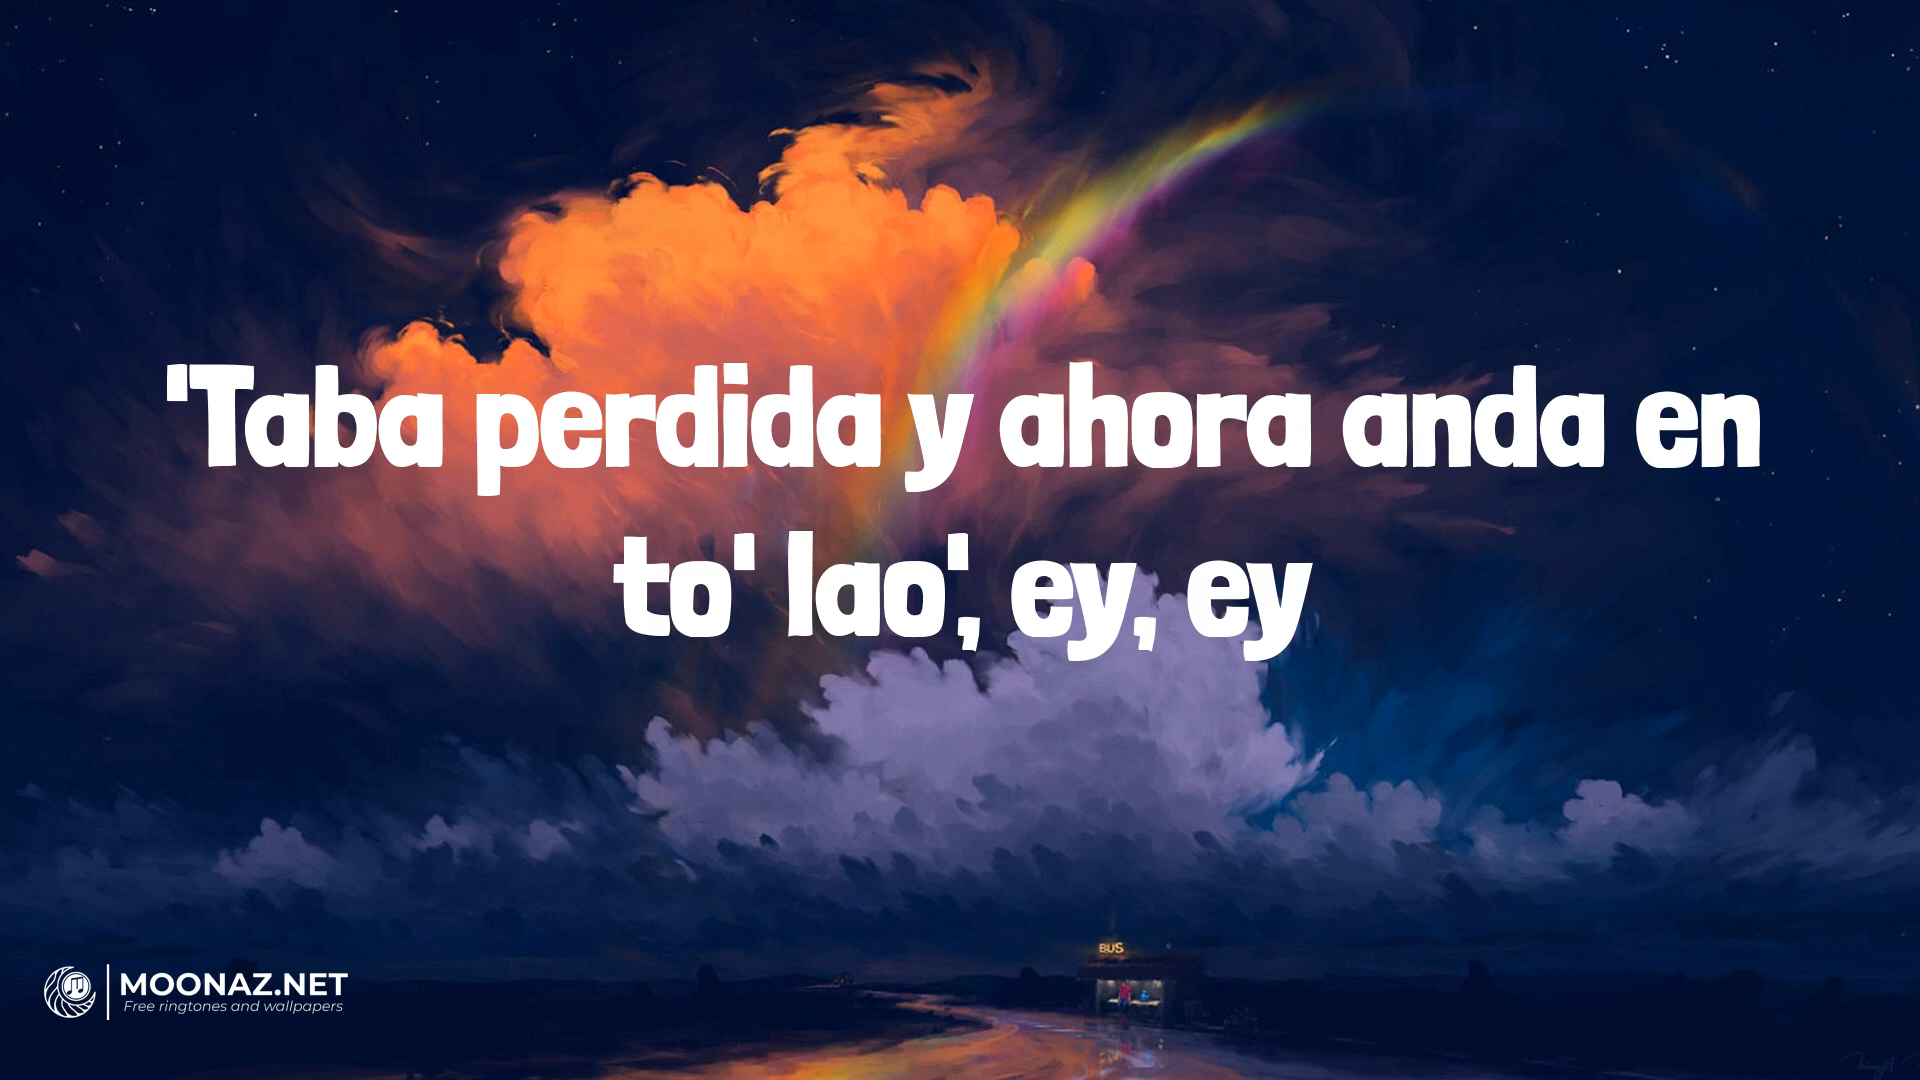 'Taba perdida y ahora anda en
to' lao', ey, ey
BUS
MOONAZ.NET
Free ringtones and wallpapers